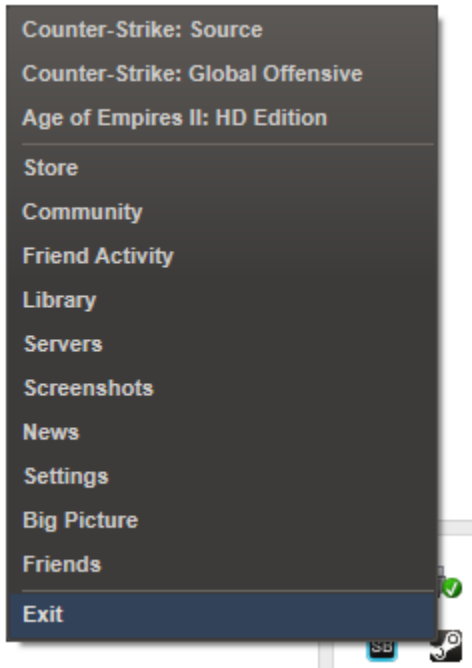 Counter-Strike: Source
Counter-Strike: Global Offensive
Age of Empires II: HD Edition
Store
Community
Friend Activity
Library
Servers
Screenshots
News
Settings
Big Picture
Friends
Exit
SB